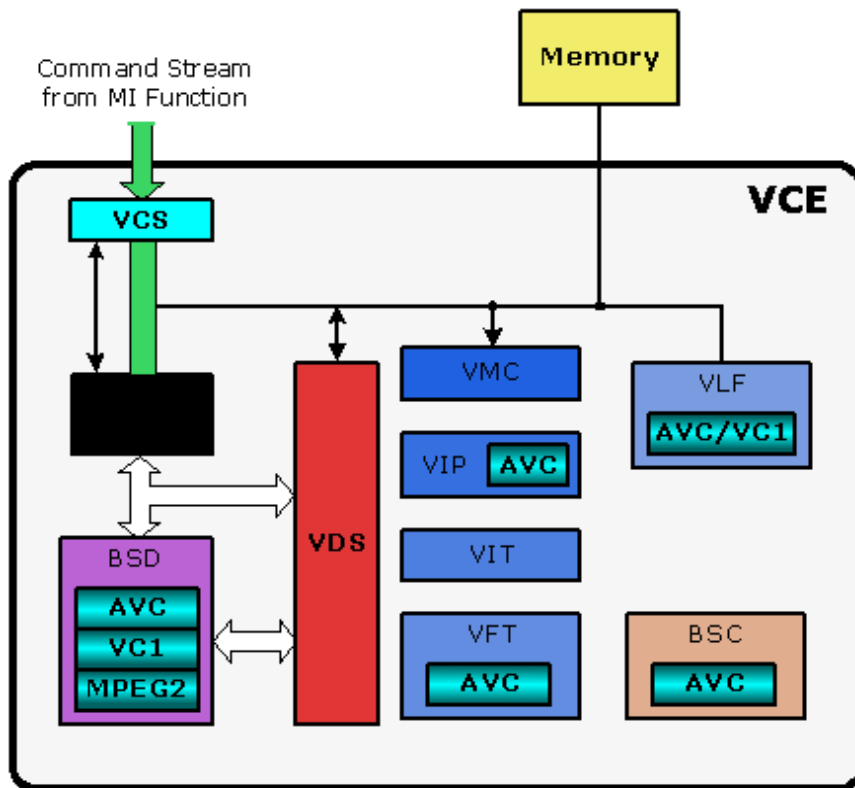 Memory
Command Stream
from MI Function
VCE
VCS
VMC
VLF
AVC/VC1
VIP
AVC
VDS
VIT
BSD
AVC
VC1
MPEG2
VFT
AVC
BSC
AVC